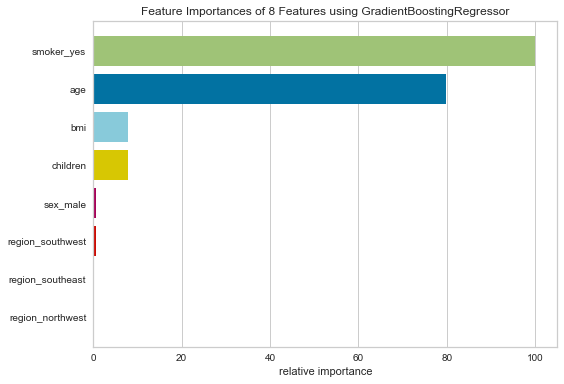 Feature Importances of 8 Features using GradientBoostingRegressor
smoker_yes
age
bmi
children
sex_male
region_southwest
region_southeast
region_northwest
0 20 40 60 80 100
relative importance